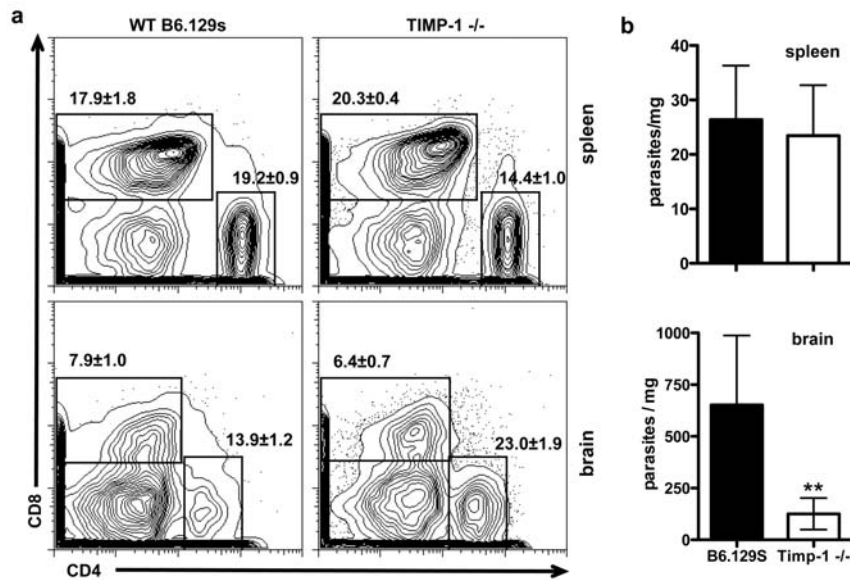 a
WT B6.129s
TIMP-1 -/-
17.9±1.8
19.2±0.9
20.3±0.4
14.4±1.0
spleen
7.9±1.0
13.9±1.2
6.4±0.7
23.0±1.9
brain
CD8
CD4
b
spleen
parasites/mg
40
30
20
10
0
brain
parasites / mg
1000
750
500
250
0
**
B6.129S Timp-1 -/-